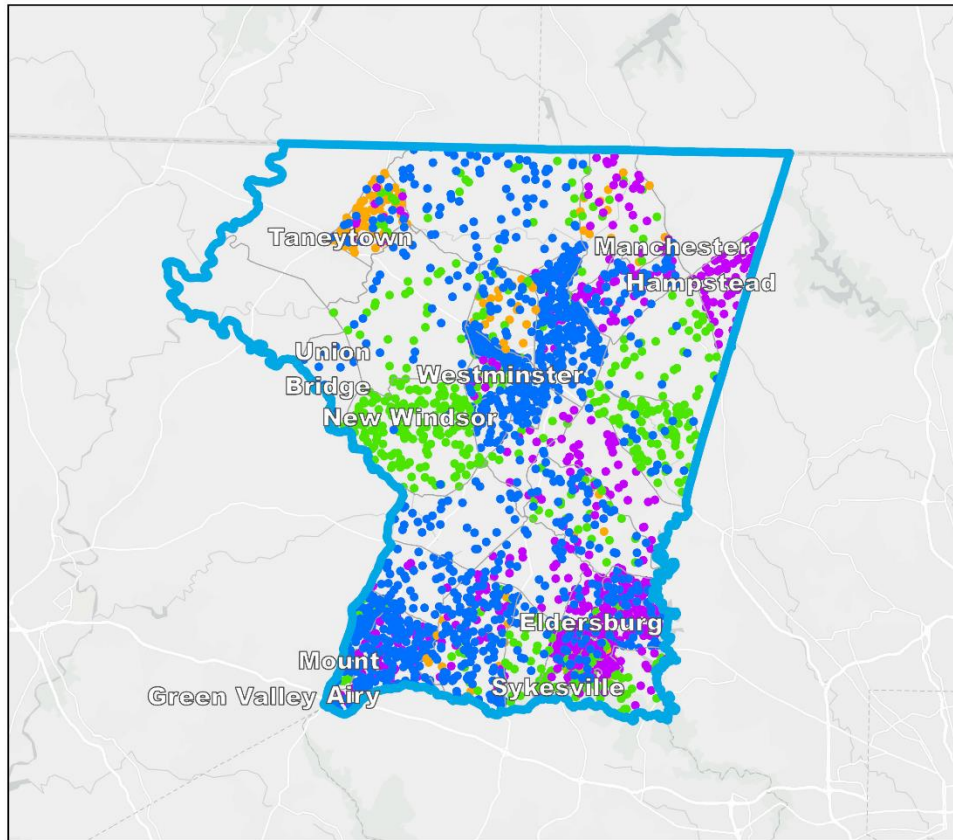 Taneytown
Manchester
Hampstead
Union
Bridge
Westminster
New Windsor
Eldersburg
Mount
Sykesville
Green Valley Airy